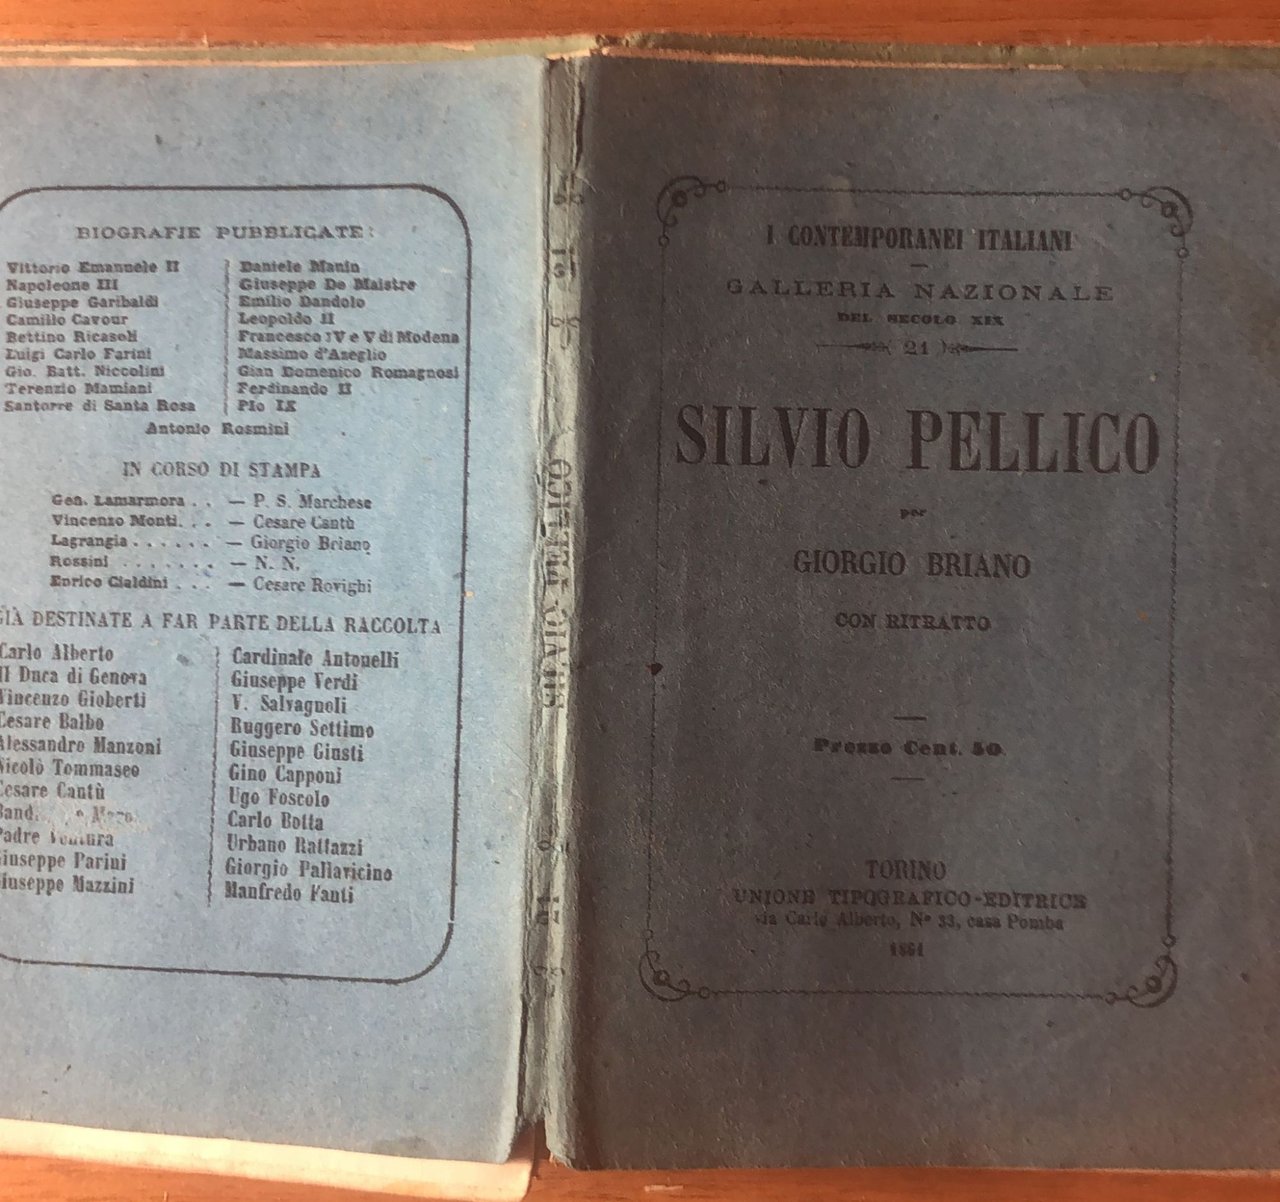 BIOGRAFIE PUBBLICATE:
Vittorio Emanuele II
Napoleone III
Giuseppe Garibaldi
Camillo Cavour
Bettino Ricasoli
Luigi Carlo Farini
Gio. Batt. Niccolini
Terenzio Mamiani
Santorre di Santa Rosa
Daniele Manin
Giuseppe De Maistre
Emilio Dandolo
Leopoldo II
Francesco IV e V di Modena
Massimo d'Azeglio
Gian Domenico Romagnosi
Ferdinando II
Pio IX
Antonio Rosmini
IN CORSO DI STAMPA
Gen. Lamarmora . . — P. S. Marchese
Vincenzo Monti. . . — Cesare Cantù
Lagrangia . . . . . . — Giorgio Briano
Rossini . . . . . . . — N. N.
Enrico Cialdini . . . — Cesare Rovighi
GIÀ DESTINATE A FAR PARTE DELLA RACCOLTA
Carlo Alberto
Il Duca di Genova
Vincenzo Gioberti
Cesare Balbo
Alessandro Manzoni
Nicolò Tommaseo
Cesare Cantù
Padre Ventura
Giuseppe Parini
Giuseppe Mazzini
Cardinale Antonelli
Giuseppe Verdi
V. Salvagnoli
Ruggero Settimo
Giuseppe Giusti
Gino Capponi
Ugo Foscolo
Carlo Botta
Urbano Rattazzi
Giorgio Pallavicino
Manfredo Fanti
SILVIO PELLICO
I CONTEMPORANEI ITALIANI
GALLERIA NAZIONALE
DEL SECOLO XIX
21
SILVIO PELLICO
per
GIORGIO BRIANO
CON RITRATTO
Prezzo Cent. 50.
TORINO
UNIONE TIPOGRAFICO-EDITRICE
via Carlo Alberto, N° 33, casa Pomba
1861